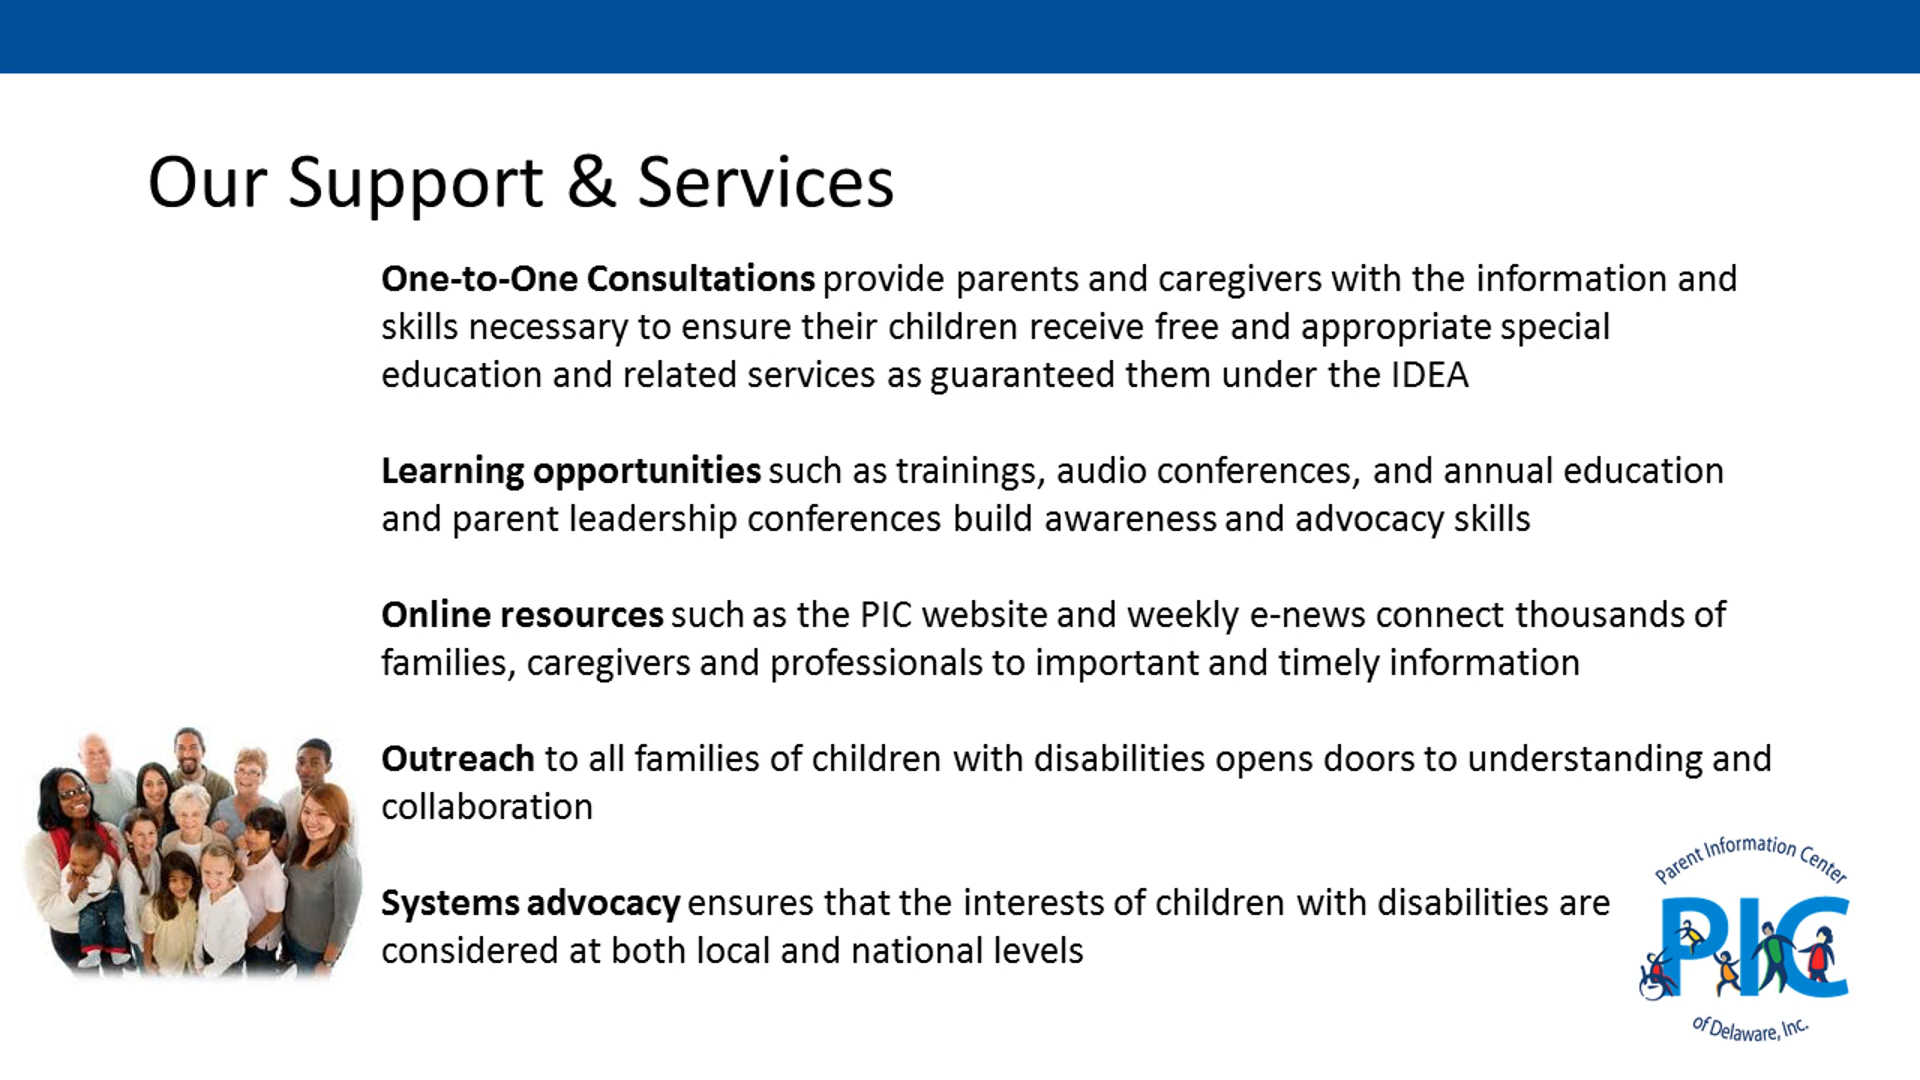 Our Support & Services
One-to-One Consultations provide parents and caregivers with the information and
skills necessary to ensure their children receive free and appropriate special
education and related services as guaranteed them under the IDEA
Learning opportunities such as trainings, audio conferences, and annual education
and parent leadership conferences build awareness and advocacy skills
Online resources such as the PIC website and weekly e-news connect thousands of
families, caregivers and professionals to important and timely information
Outreach to all families of children with disabilities opens doors to understanding and
collaboration
Systems advocacy ensures that the interests of children with disabilities are
considered at both local and national levels
Parent Information Center
PIC
of Delaware, Inc.